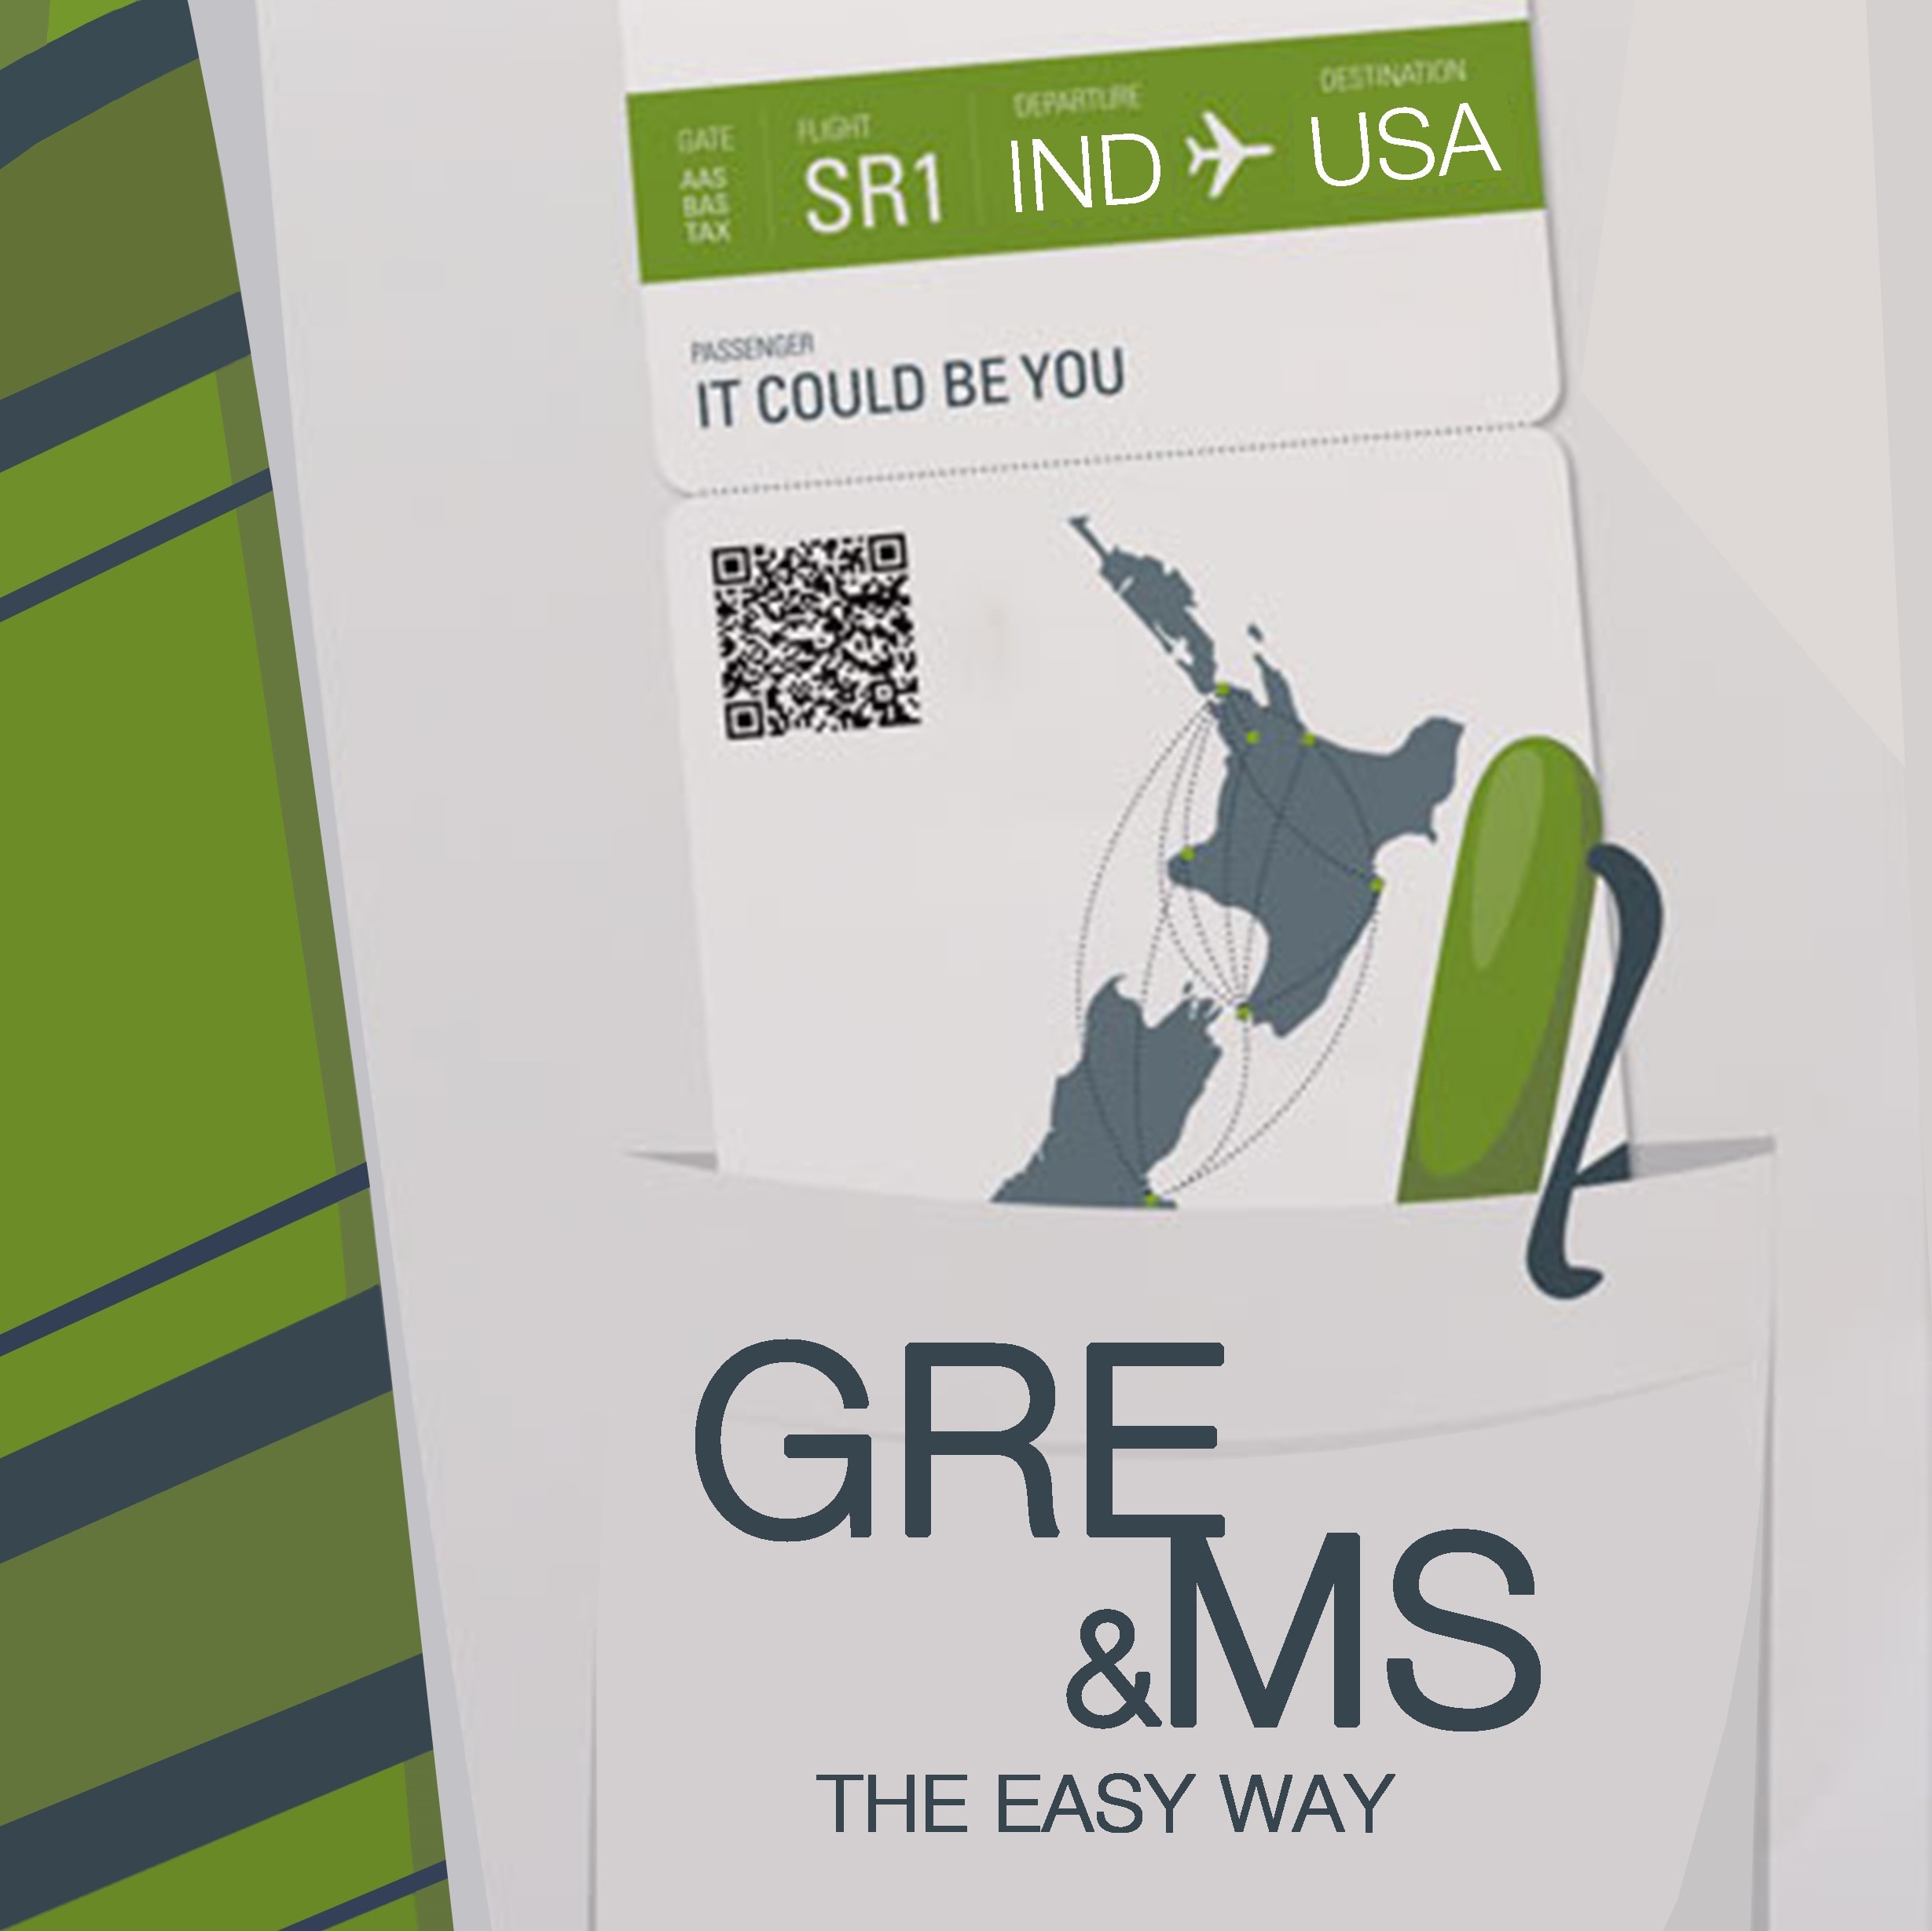 GATE
AAS
BAS
TAX
FLIGHT
SR1
DEPARTURE
IND
DESTINATION
USA
PASSENGER
IT COULD BE YOU
GRE
&MS
THE EASY WAY